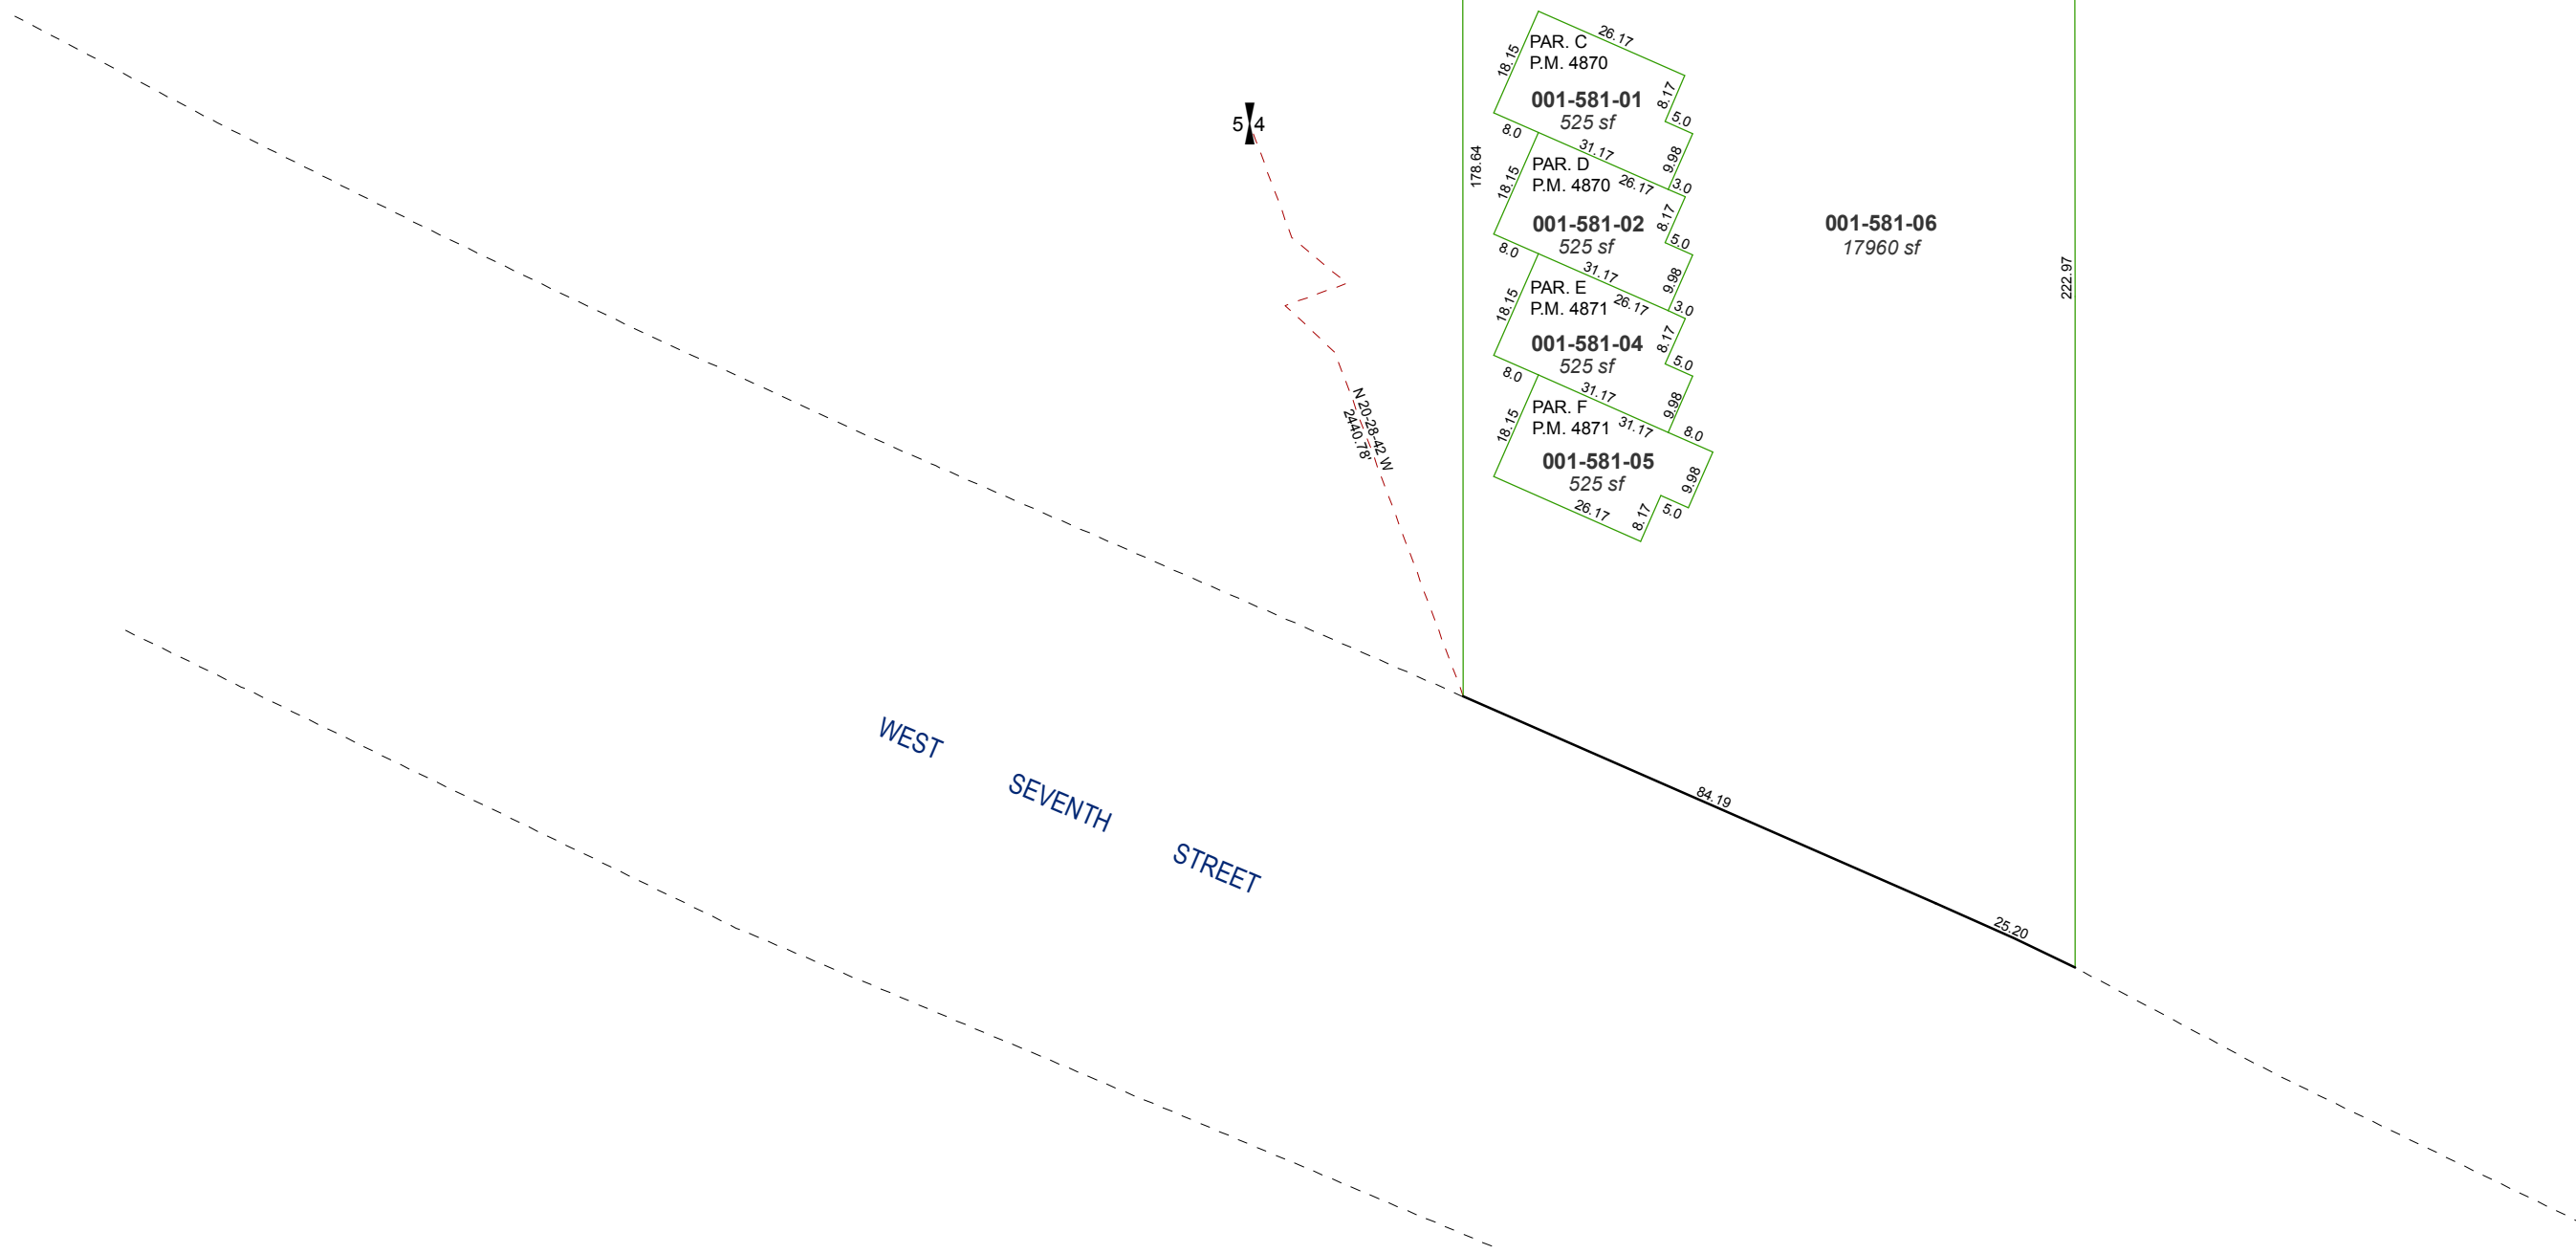 26.17
PAR. C
P.M. 4870
18.15
8.17
001-581-01
525 sf
5.0
5 4
8.0
31.17
9.98
178.64
PAR. D
P.M. 4870
26.17
3.0
18.15
8.17
001-581-02
525 sf
5.0
001-581-06
17960 sf
8.0
31.17
9.98
222.97
PAR. E
P.M. 4871
26.17
3.0
18.15
8.17
001-581-04
525 sf
5.0
8.0
31.17
9.98
N 20-28-42 W
2440.78'
PAR. F
P.M. 4871
31.17
8.0
18.15
001-581-05
525 sf
9.98
26.17
8.17
5.0
WEST SEVENTH STREET
84.19
25.20